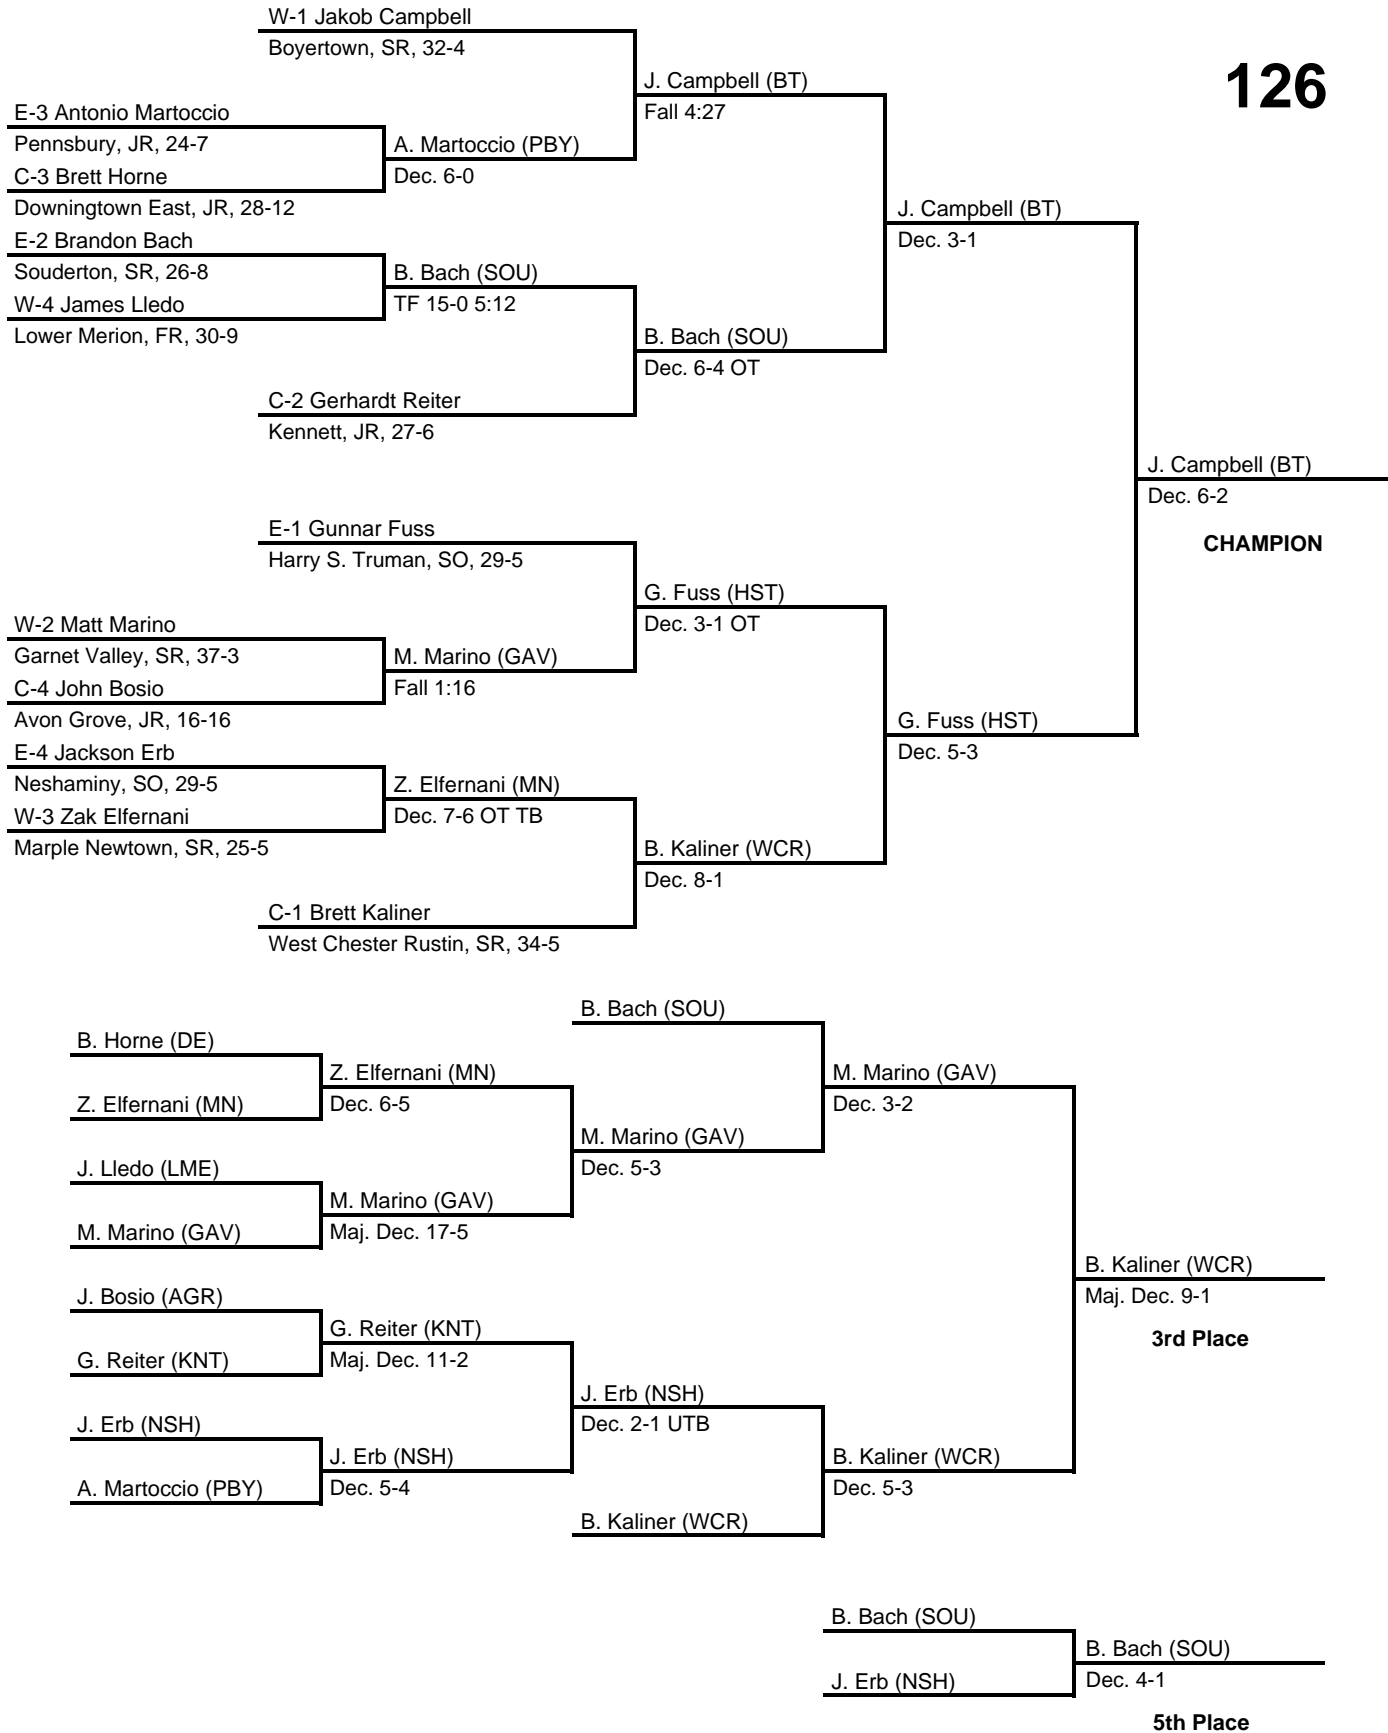 W-1 Jakob Campbell
Boyertown, SR, 32-4
126
J. Campbell (BT)
Fall 4:27
E-3 Antonio Martoccio
Pennsbury, JR, 24-7
A. Martoccio (PBY)
Dec. 6-0
C-3 Brett Horne
Downingtown East, JR, 28-12
J. Campbell (BT)
Dec. 3-1
E-2 Brandon Bach
Souderton, SR, 26-8
B. Bach (SOU)
TF 15-0 5:12
W-4 James Lledo
Lower Merion, FR, 30-9
B. Bach (SOU)
Dec. 6-4 OT
C-2 Gerhardt Reiter
Kennett, JR, 27-6
J. Campbell (BT)
Dec. 6-2
CHAMPION
E-1 Gunnar Fuss
Harry S. Truman, SO, 29-5
G. Fuss (HST)
Dec. 3-1 OT
W-2 Matt Marino
Garnet Valley, SR, 37-3
M. Marino (GAV)
Fall 1:16
C-4 John Bosio
Avon Grove, JR, 16-16
G. Fuss (HST)
Dec. 5-3
E-4 Jackson Erb
Neshaminy, SO, 29-5
Z. Elfernani (MN)
Dec. 7-6 OT TB
W-3 Zak Elfernani
Marple Newtown, SR, 25-5
B. Kaliner (WCR)
Dec. 8-1
C-1 Brett Kaliner
West Chester Rustin, SR, 34-5
B. Bach (SOU)
B. Horne (DE)
Z. Elfernani (MN)
Dec. 6-5
Z. Elfernani (MN)
M. Marino (GAV)
Dec. 3-2
M. Marino (GAV)
Dec. 5-3
J. Lledo (LME)
M. Marino (GAV)
Maj. Dec. 17-5
M. Marino (GAV)
B. Kaliner (WCR)
Maj. Dec. 9-1
3rd Place
J. Bosio (AGR)
G. Reiter (KNT)
Maj. Dec. 11-2
G. Reiter (KNT)
J. Erb (NSH)
Dec. 2-1 UTB
J. Erb (NSH)
J. Erb (NSH)
Dec. 5-4
A. Martoccio (PBY)
B. Kaliner (WCR)
Dec. 5-3
B. Kaliner (WCR)
B. Bach (SOU)
B. Bach (SOU)
Dec. 4-1
J. Erb (NSH)
5th Place